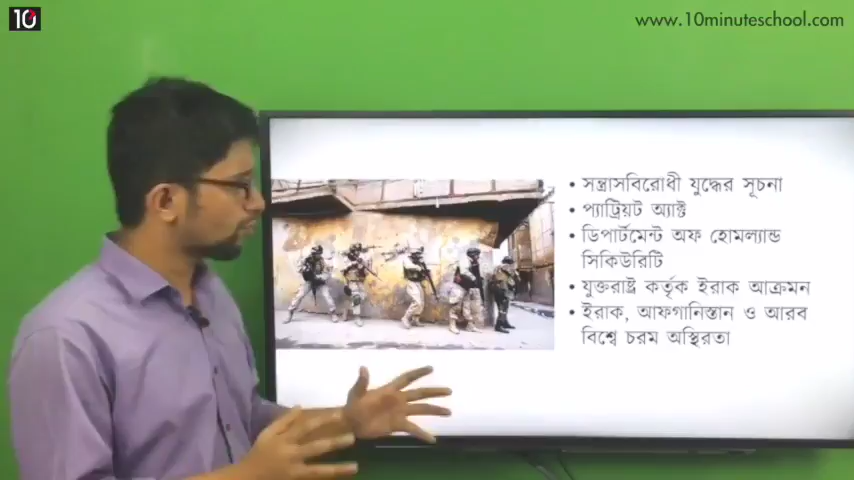 10
www.10minuteschool.com
• সন্ত্রাসবিরোধী যুদ্ধের সূচনা
• প্যাট্রিয়ট অ্যাক্ট
• ডিপার্টমেন্ট অফ হোমল্যান্ড
সিকিউরিটি
• যুক্তরাষ্ট্র কর্তৃক ইরাক আক্রমন
• ইরাক, আফগানিস্তান ও আরব
বিশ্বে চরম অস্থিরতা